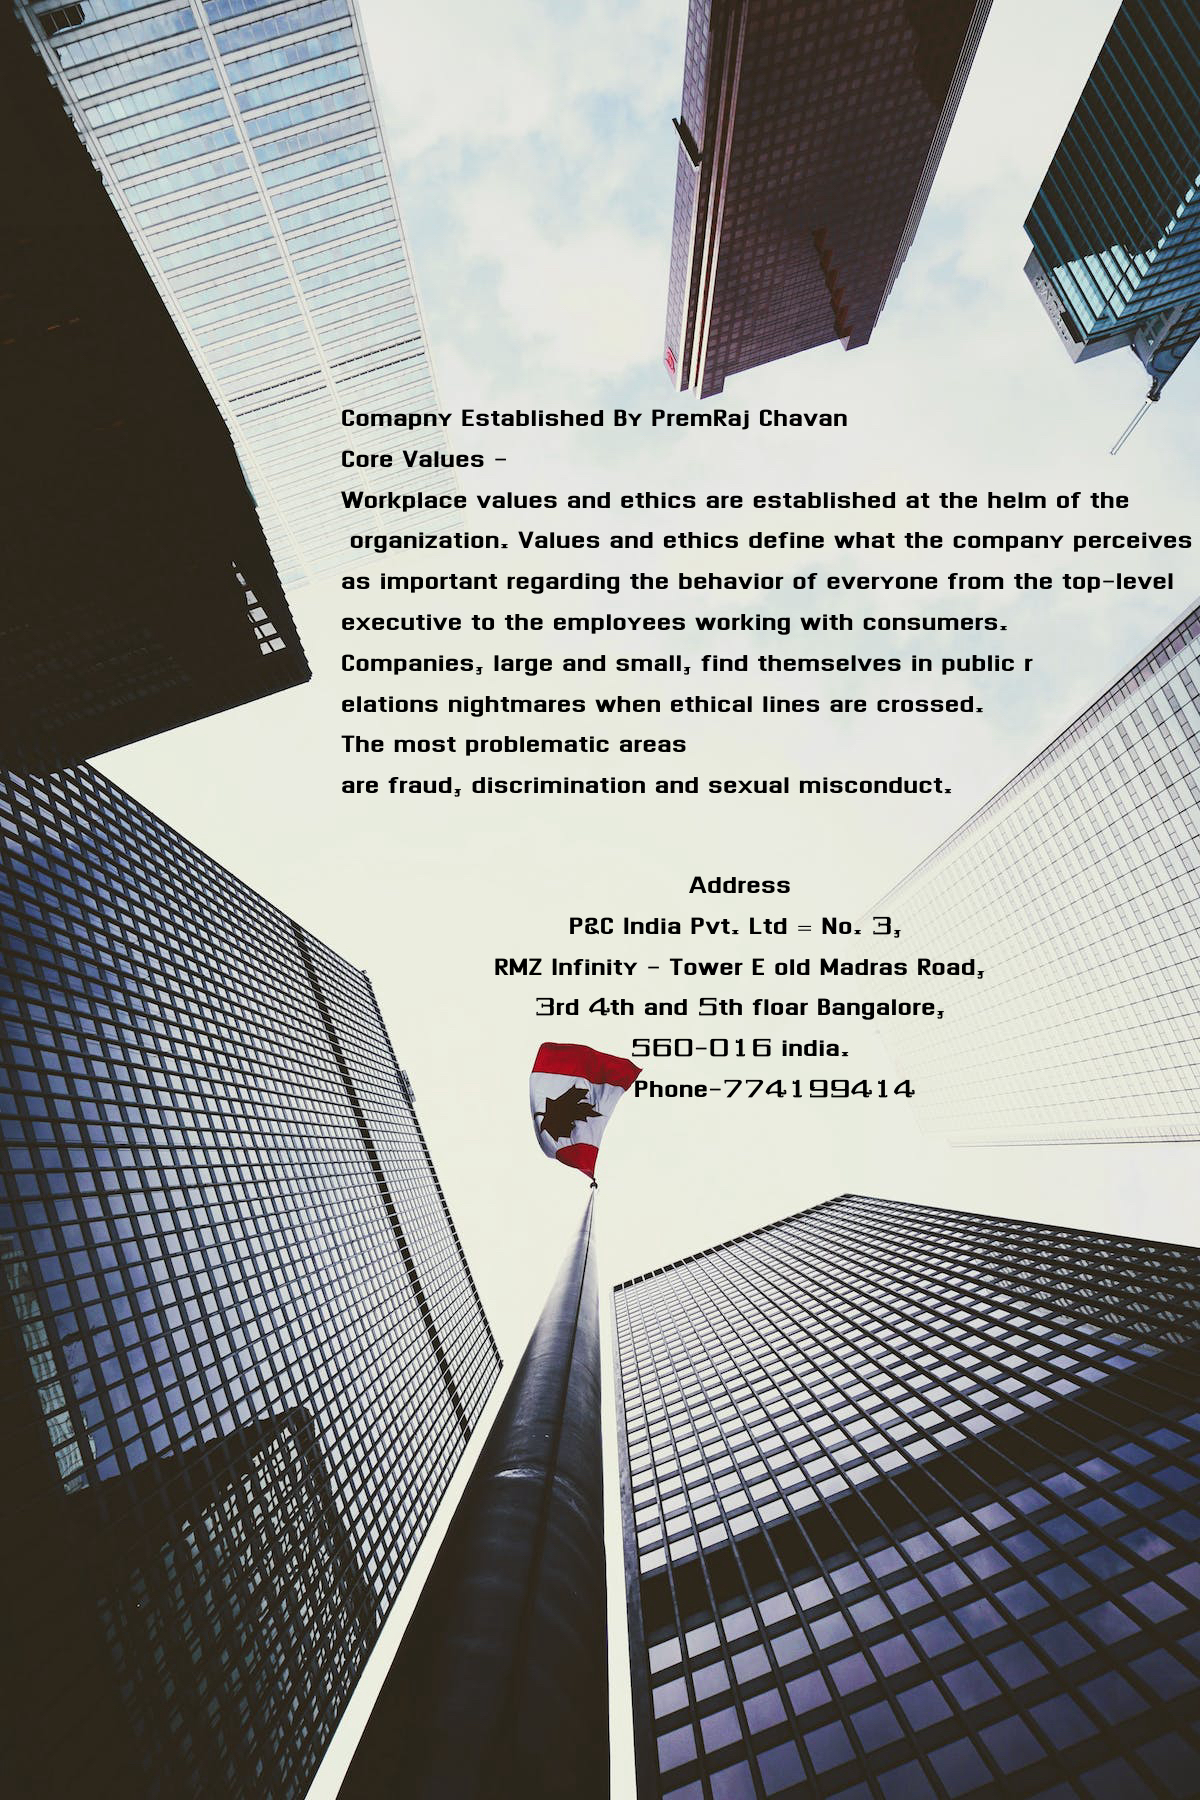 Comapny Established By PremRaj Chavan
Core Values -
Workplace values and ethics are established at the helm of the
organization. Values and ethics define what the company perceives
as important regarding the behavior of everyone from the top-level
executive to the employees working with consumers.
Companies, large and small, find themselves in public r
elations nightmares when ethical lines are crossed.
The most problematic areas
are fraud, discrimination and sexual misconduct.
Address
P&C India Pvt. Ltd = No. 3,
RMZ Infinity - Tower E old Madras Road,
3rd 4th and 5th floar Bangalore,
560-016 india.
Phone-774199414